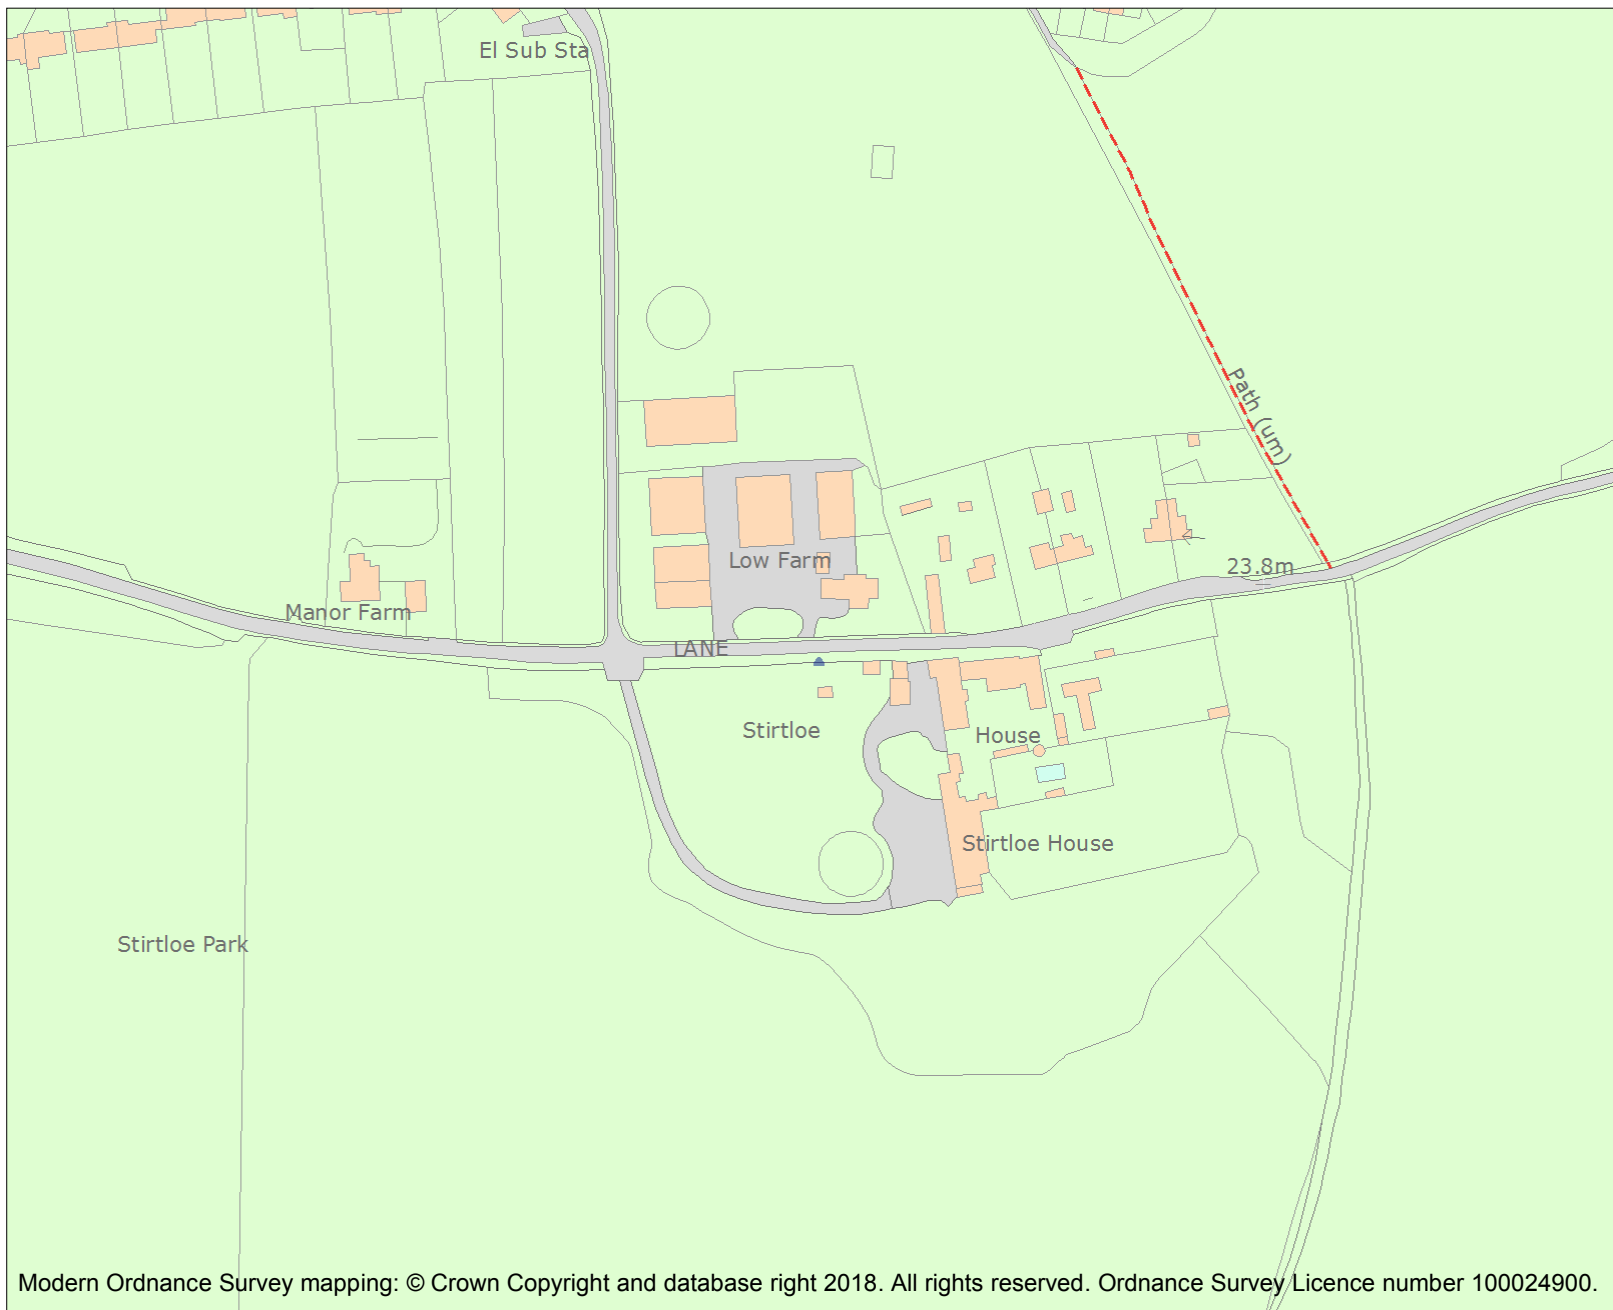 El Sub Sta
Path (um)
Low Farm
23.8m
Manor Farm
LANE
Stirtloe
House
Stirtloe House
Stirtloe Park
Modern Ordnance Survey mapping: © Crown Copyright and database right 2018. All rights reserved. Ordnance Survey Licence number 100024900.